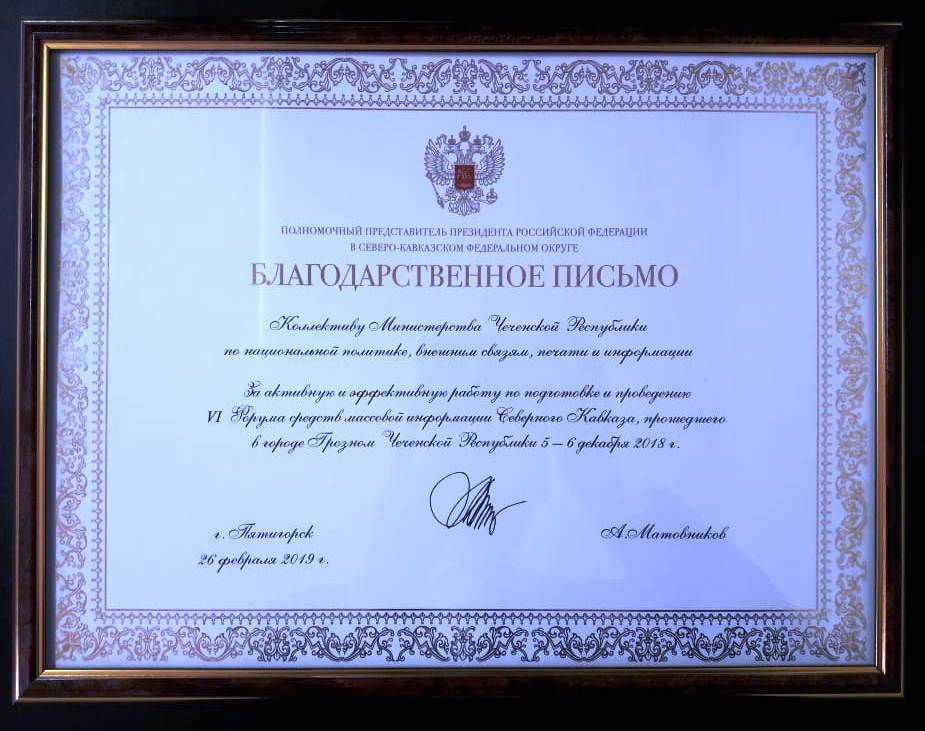 ПОЛНОМОЧНЫЙ ПРЕДСТАВИТЕЛЬ ПРЕЗИДЕНТА РОССИЙСКОЙ ФЕДЕРАЦИИ
В СЕВЕРО-КАВКАЗСКОМ ФЕДЕРАЛЬНОМ ОКРУГЕ
БЛАГОДАРСТВЕННОЕ ПИСЬМО
Коллективу Министерства Чеченской Республики
по национальной политике, внешним связям, печати и информации
За активную и эффективную работу по подготовке и проведению
VI Форума средств массовой информации Северного Кавказа, прошедшего
в городе Грозном Чеченской Республики 5 – 6 декабря 2018 г.
г. Пятигорск
А.Матовников
26 февраля 2019 г.